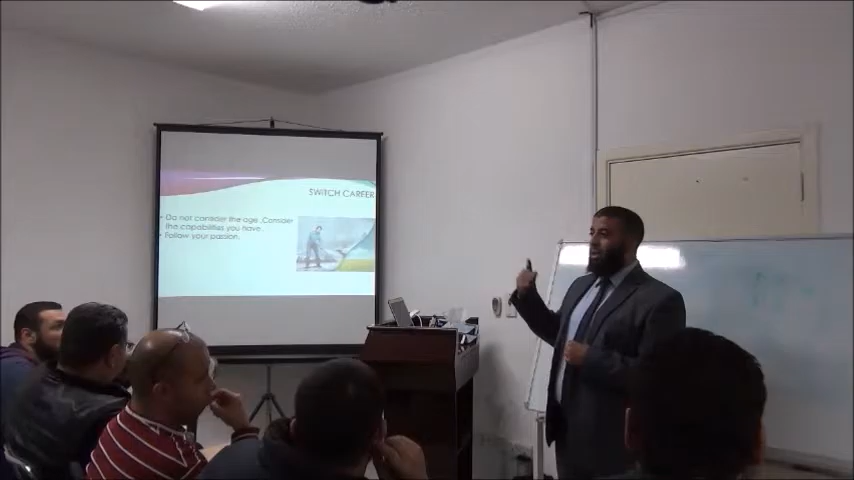 SWITCH CAREER
Do not consider the age ,Consider
the capabilities you have.
Follow your passion.